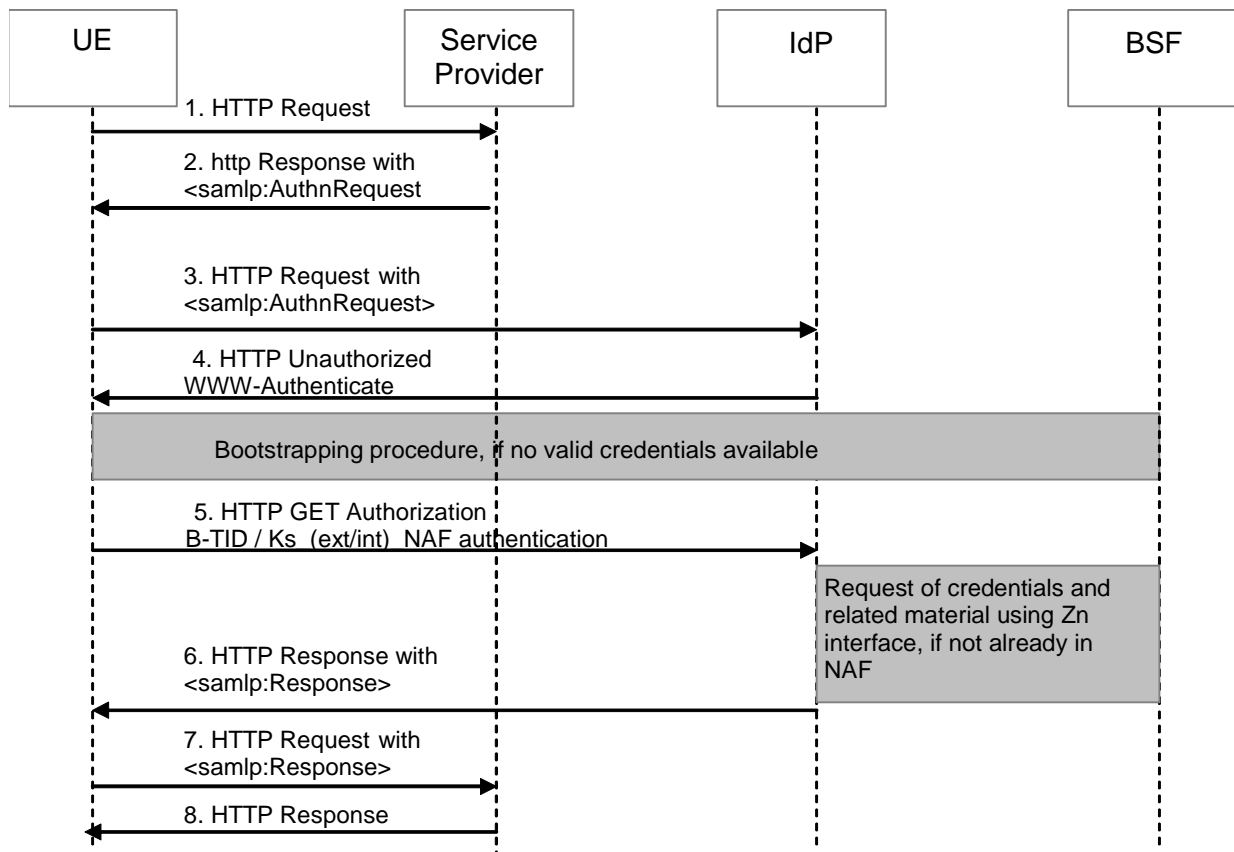 UE
Service
Provider
IdP
BSF
1. HTTP Request
2. http Response with
<samlp:AuthnRequest
3. HTTP Request with
<samlp:AuthnRequest>
4. HTTP Unauthorized
WWW-Authenticate
Bootstrapping procedure, if no valid credentials available
5. HTTP GET Authorization
B-TID / Ks_(ext/int)_NAF authentication
Request of credentials and
related material using Zn
interface, if not already in
NAF
6. HTTP Response with
<samlp:Response>
7. HTTP Request with
<samlp:Response>
8. HTTP Response